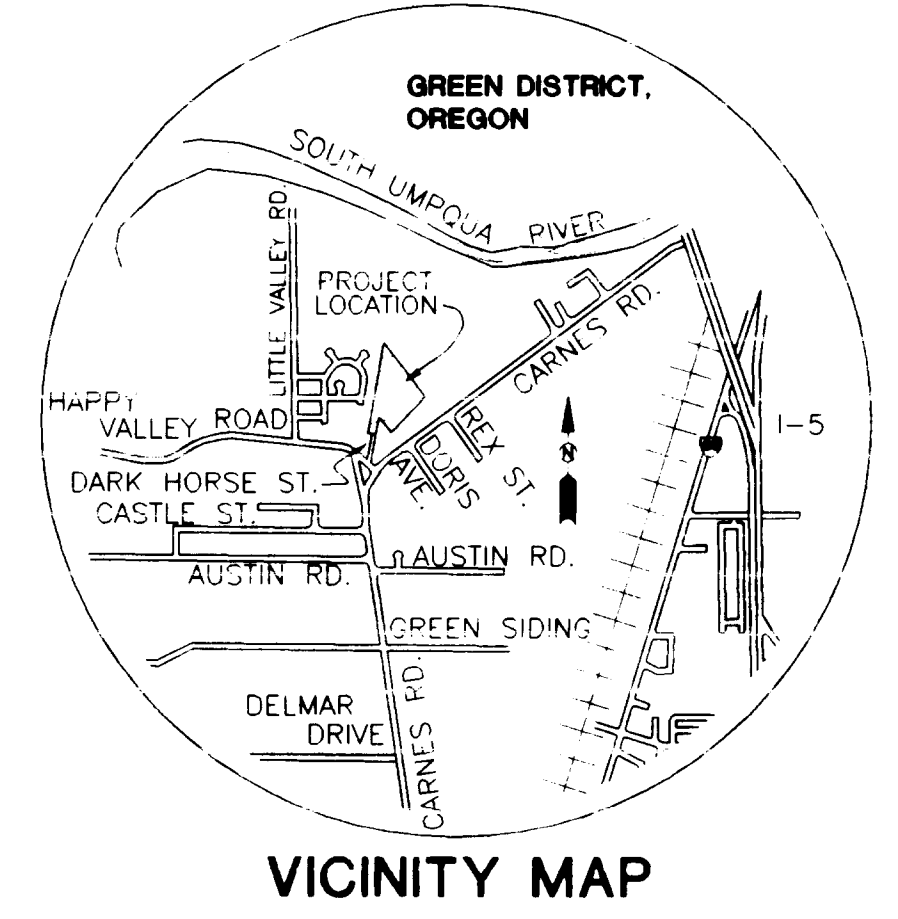 GREEN DISTRICT,
OREGON
SOUTH UMPQUA RIVER
LITTLE VALLEY RD.
PROJECT
LOCATION
CARNES RD.
HAPPY
VALLEY ROAD
I-5
REX ST.
DORIS
AVE.
N
DARK HORSE ST.
CASTLE ST.
AUSTIN RD.
AUSTIN RD.
GREEN SIDING
DELMAR
DRIVE
CARNES RD.
VICINITY MAP